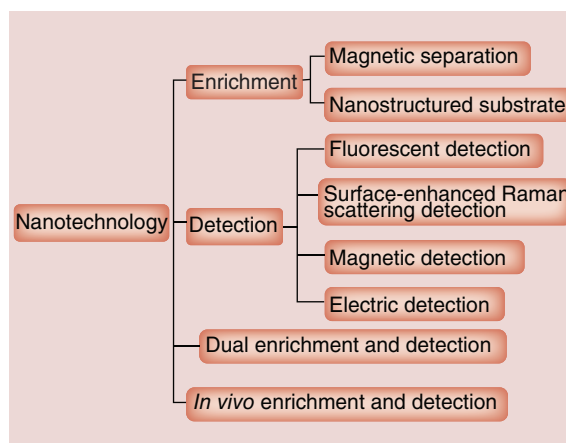 Nanotechnology
Enrichment
Magnetic separation
Nanostructured substrate
Detection
Fluorescent detection
Surface-enhanced Raman
scattering detection
Magnetic detection
Electric detection
Dual enrichment and detection
In vivo enrichment and detection